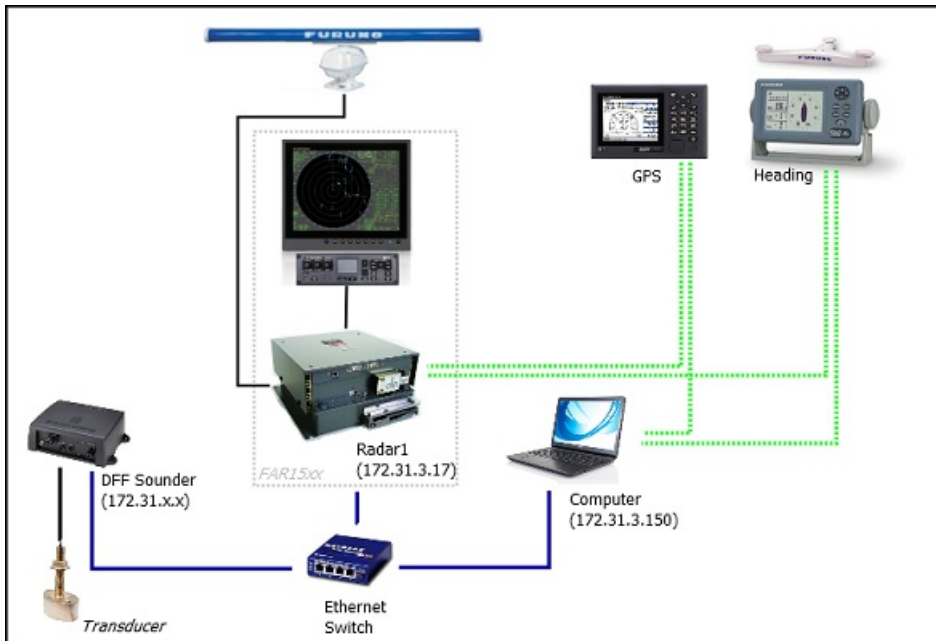 FURUNO
GPS
Heading
Radar1
(172.31.3.17)
FAR15xx
DFF Sounder
(172.31.x.x)
Computer
(172.31.3.150)
Ethernet
Switch
Transducer